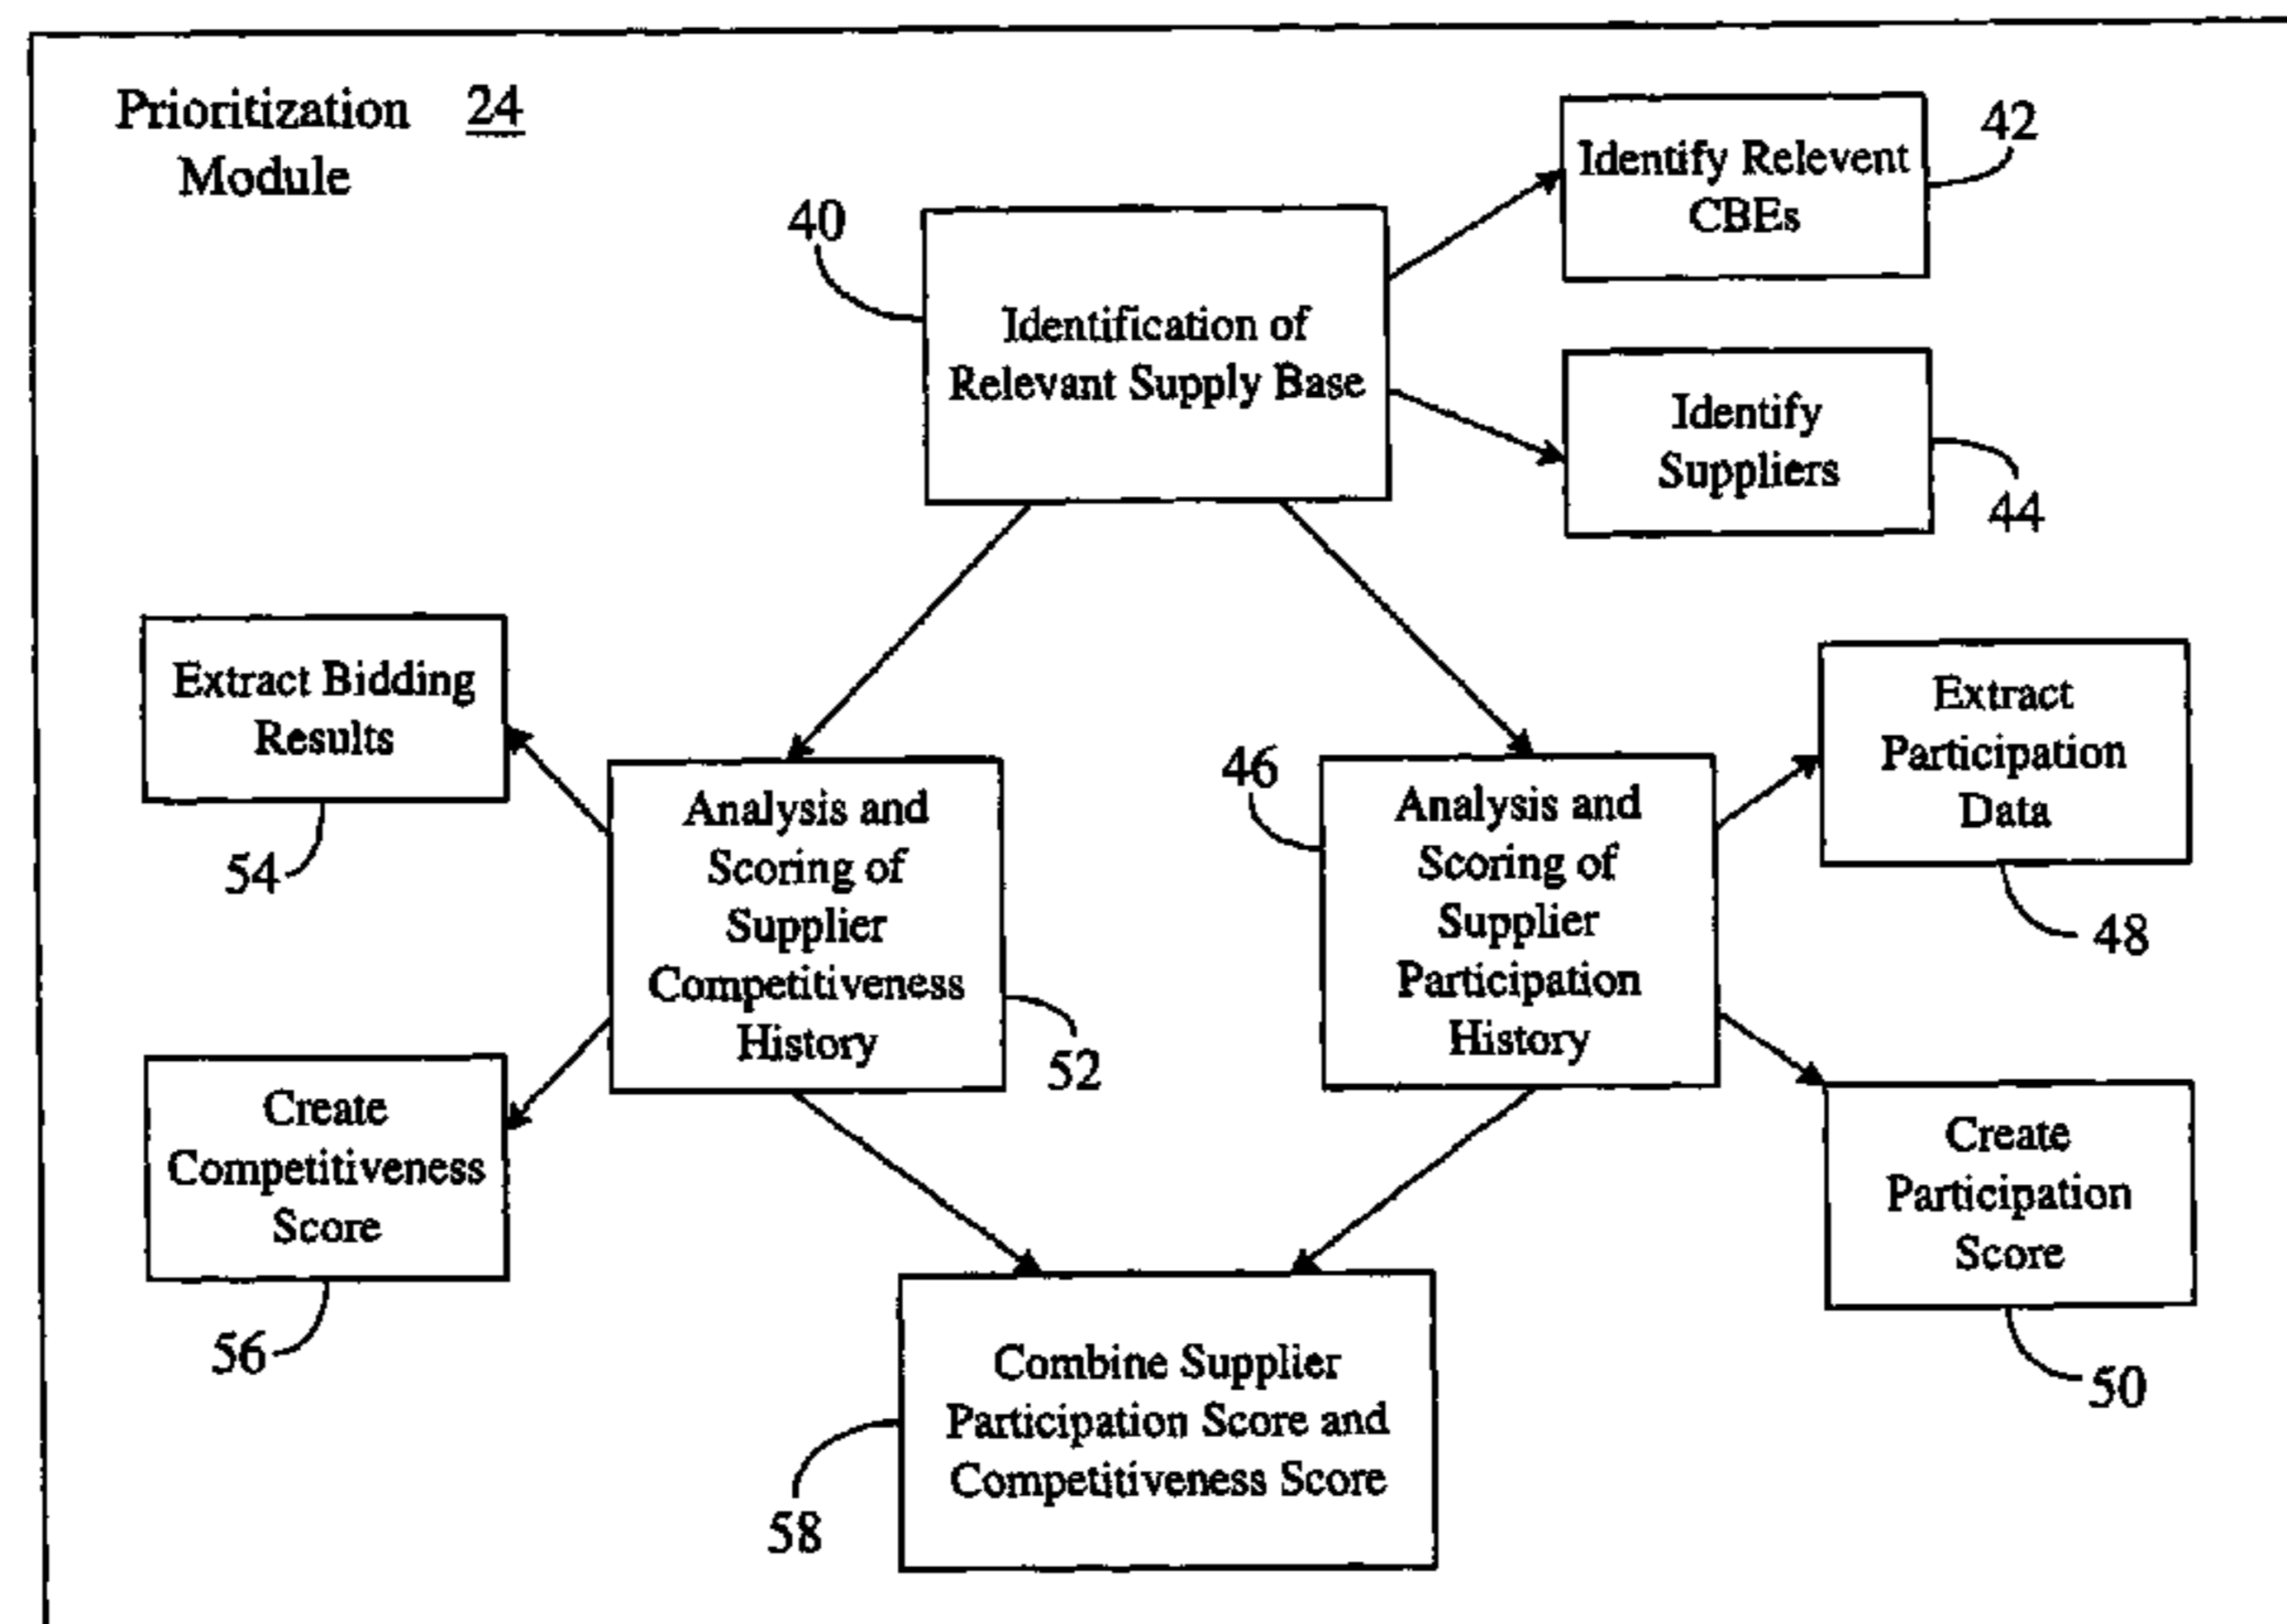 Prioritization 24
Module
40
Identification of
Relevant Supply Base
Identify Relevent
CBEs
42
Identify
Suppliers
44
Extract Bidding
Results
54
Analysis and
Scoring of
Supplier
Competitiveness
History
52
46
Analysis and
Scoring of
Supplier
Participation
History
Extract
Participation
Data
48
Create
Competitiveness
Score
56
Create
Participation
Score
50
Combine Supplier
Participation Score and
Competitiveness Score
58